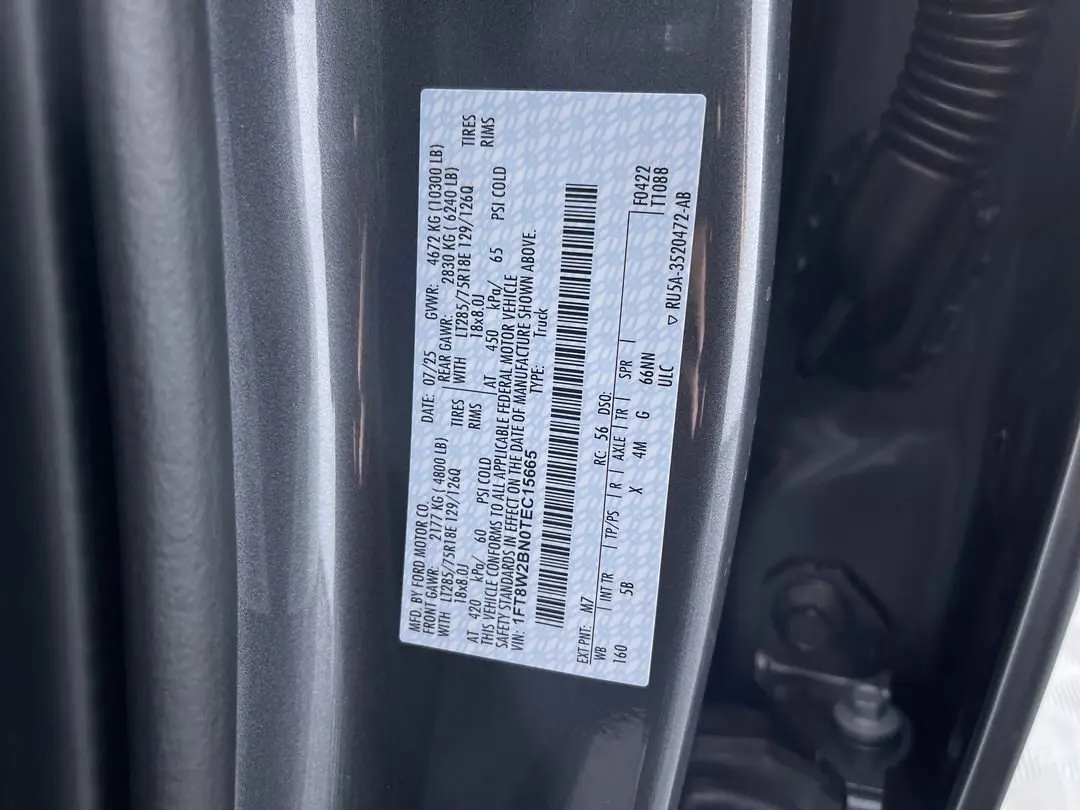 MFD. BY FORD MOTOR CO. DATE: 07/25 GVWR: 4672 KG (10300 LB)
FRONT GAWR: 2177 KG ( 4800 LB) REAR GAWR: 2830 KG ( 6240 LB)
WITH LT285/75R18E 129/126Q TIRES WITH LT285/75R18E 129/126Q TIRES
18x8.0J RIMS 18x8.0J RIMS
AT 420 kPa/ 60 PSI COLD AT 450 kPa/ 65 PSI COLD
THIS VEHICLE CONFORMS TO ALL APPLICABLE FEDERAL MOTOR VEHICLE
SAFETY STANDARDS IN EFFECT ON THE DATE OF MANUFACTURE SHOWN ABOVE.
VIN: 1FT8W2BN0TEC15665 TYPE: Truck
EXT PNT: M7 RC: 56 DSO: F0422
WB INT TR TP/PS R AXLE TR SPR T1088
160 5B X 4M G 66NN
ULC RU5A-3520472-AB